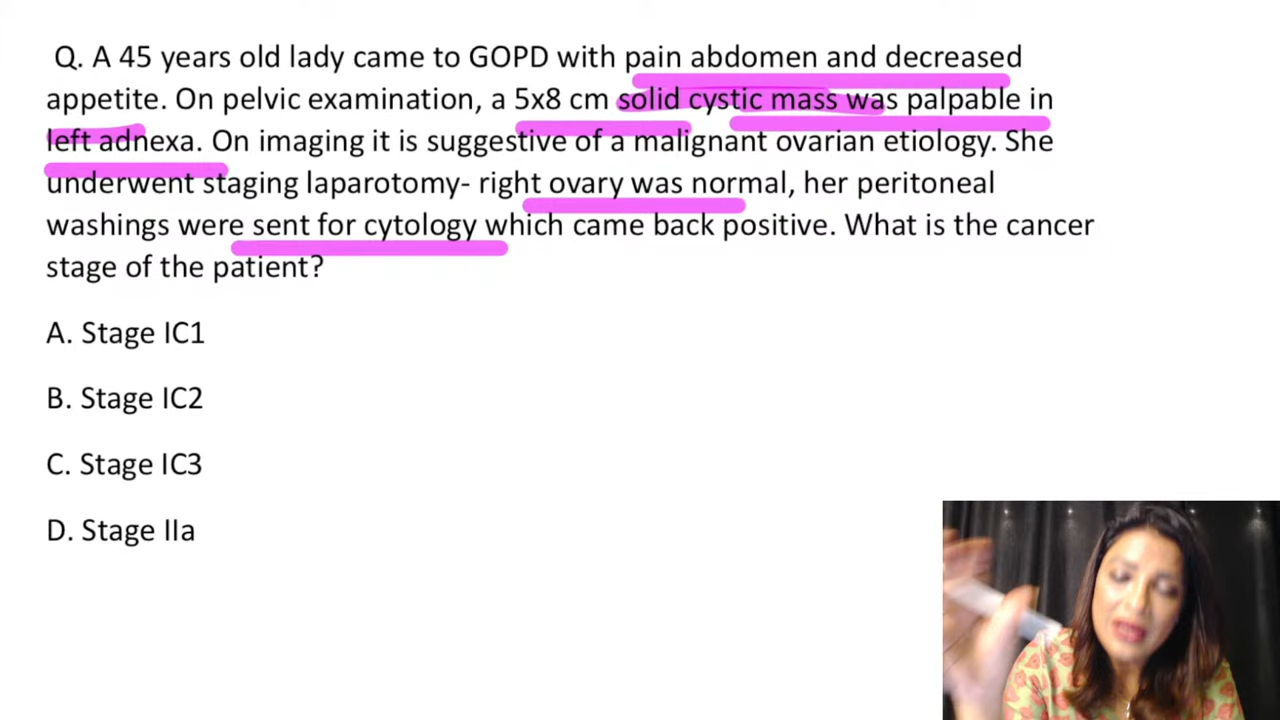 Q. A 45 years old lady came to GOPD with pain abdomen and decreased
appetite. On pelvic examination, a 5x8 cm solid cystic mass was palpable in
left adnexa. On imaging it is suggestive of a malignant ovarian etiology. She
underwent staging laparotomy- right ovary was normal, her peritoneal
washings were sent for cytology which came back positive. What is the cancer
stage of the patient?
A. Stage IC1
B. Stage IC2
C. Stage IC3
D. Stage IIa